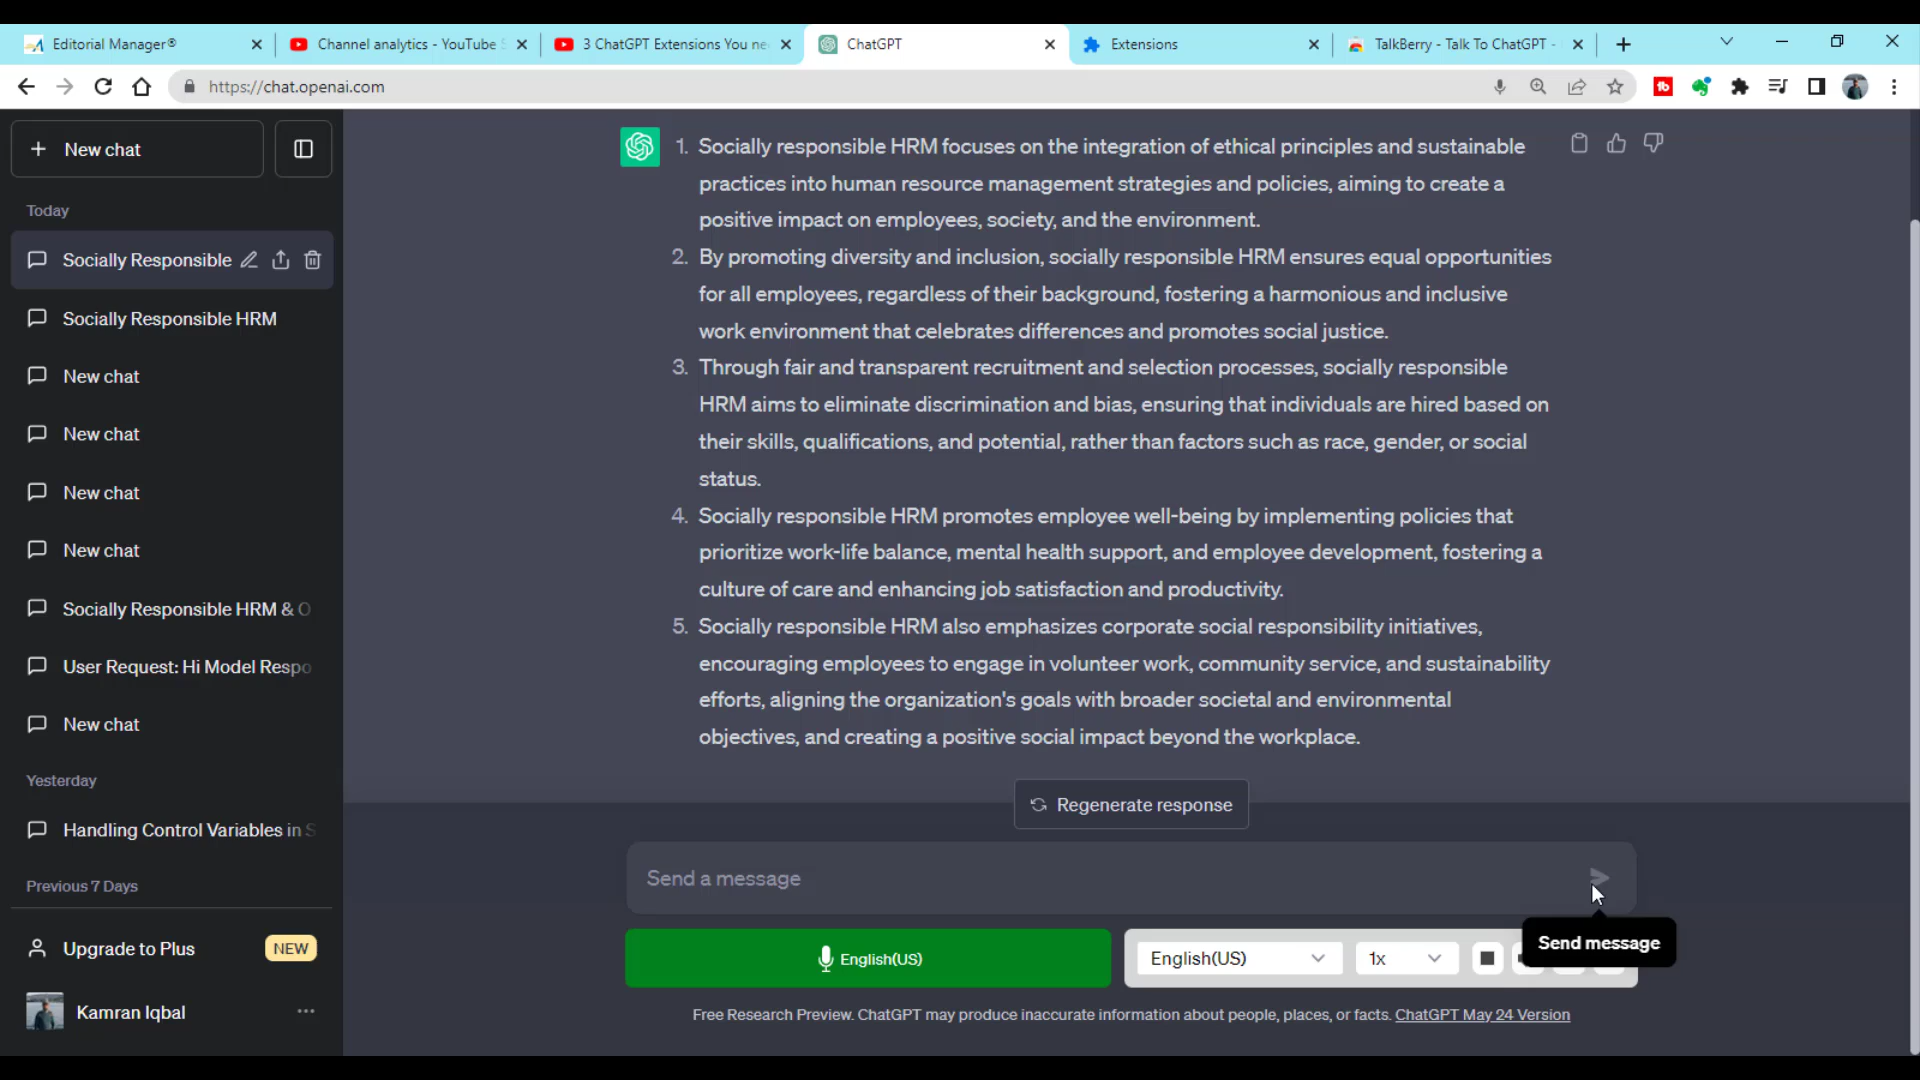 Editorial Manager®
Channel analytics - YouTube
3 ChatGPT Extensions You ne
ChatGPT
Extensions
TalkBerry - Talk To ChatGPT -
https://chat.openai.com
New chat
Today
Socially Responsible
Socially Responsible HRM
New chat
New chat
New chat
New chat
Socially Responsible HRM & O
User Request: Hi Model Respo
New chat
Yesterday
Handling Control Variables in S
Previous 7 Days
Upgrade to Plus NEW
Kamran Iqbal
1. Socially responsible HRM focuses on the integration of ethical principles and sustainable
practices into human resource management strategies and policies, aiming to create a
positive impact on employees, society, and the environment.
2. By promoting diversity and inclusion, socially responsible HRM ensures equal opportunities
for all employees, regardless of their background, fostering a harmonious and inclusive
work environment that celebrates differences and promotes social justice.
3. Through fair and transparent recruitment and selection processes, socially responsible
HRM aims to eliminate discrimination and bias, ensuring that individuals are hired based on
their skills, qualifications, and potential, rather than factors such as race, gender, or social
status.
4. Socially responsible HRM promotes employee well-being by implementing policies that
prioritize work-life balance, mental health support, and employee development, fostering a
culture of care and enhancing job satisfaction and productivity.
5. Socially responsible HRM also emphasizes corporate social responsibility initiatives,
encouraging employees to engage in volunteer work, community service, and sustainability
efforts, aligning the organization's goals with broader societal and environmental
objectives, and creating a positive social impact beyond the workplace.
Regenerate response
Send a message
Send message
English(US)
English(US)
1x
Free Research Preview. ChatGPT may produce inaccurate information about people, places, or facts. ChatGPT May 24 Version